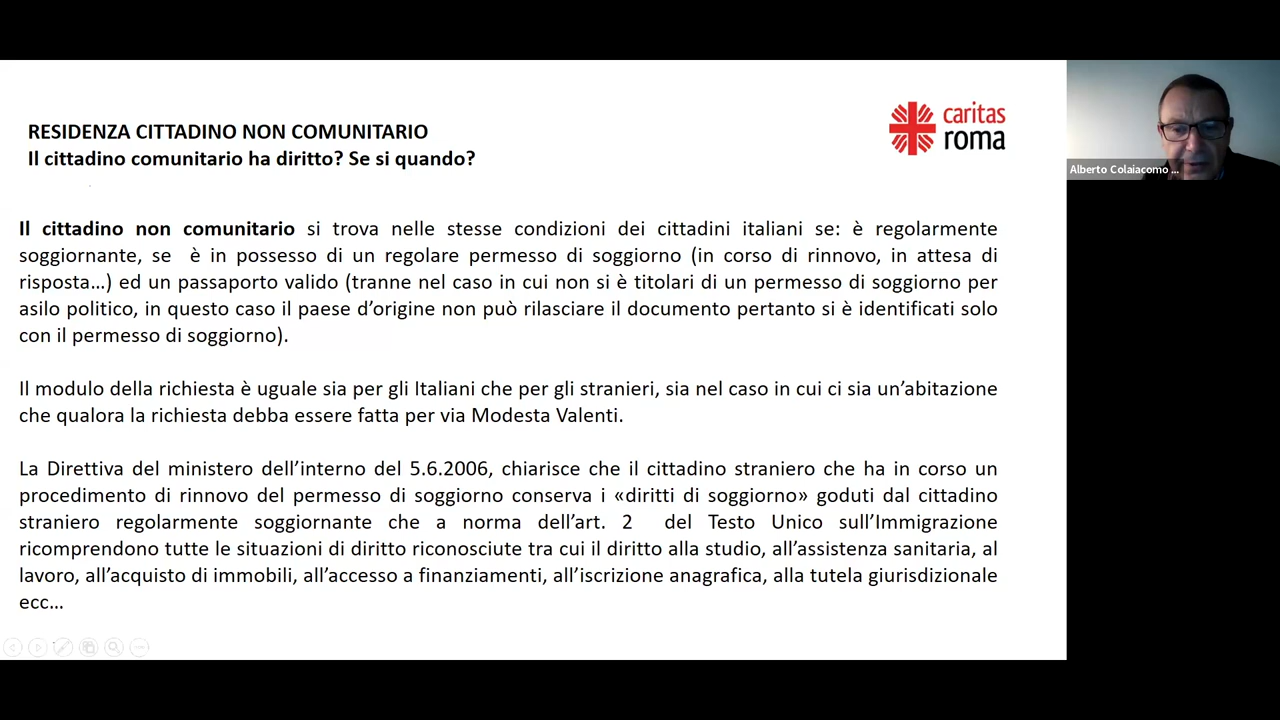 RESIDENZA CITTADINO NON COMUNITARIO
Il cittadino comunitario ha diritto? Se si quando?
caritas
roma
Alberto Colaiacomo ...
Il cittadino non comunitario si trova nelle stesse condizioni dei cittadini italiani se: è regolarmente
soggiornante, se è in possesso di un regolare permesso di soggiorno (in corso di rinnovo, in attesa di
risposta…) ed un passaporto valido (tranne nel caso in cui non si è titolari di un permesso di soggiorno per
asilo politico, in questo caso il paese d’origine non può rilasciare il documento pertanto si è identificati solo
con il permesso di soggiorno).
Il modulo della richiesta è uguale sia per gli Italiani che per gli stranieri, sia nel caso in cui ci sia un’abitazione
che qualora la richiesta debba essere fatta per via Modesta Valenti.
La Direttiva del ministero dell’interno del 5.6.2006, chiarisce che il cittadino straniero che ha in corso un
procedimento di rinnovo del permesso di soggiorno conserva i «diritti di soggiorno» goduti dal cittadino
straniero regolarmente soggiornante che a norma dell’art. 2 del Testo Unico sull’Immigrazione
ricomprendono tutte le situazioni di diritto riconosciute tra cui il diritto alla studio, all’assistenza sanitaria, al
lavoro, all’acquisto di immobili, all’accesso a finanziamenti, all’iscrizione anagrafica, alla tutela giurisdizionale
ecc…